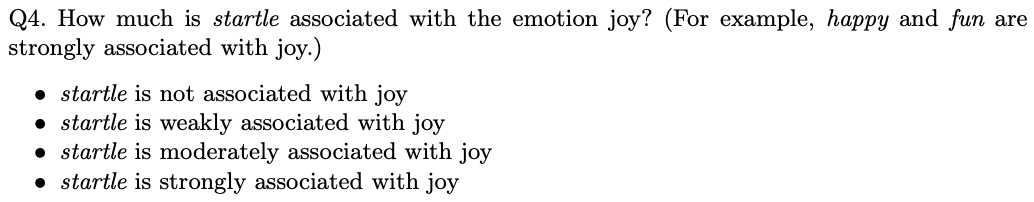 Q4. How much is startle associated with the emotion joy? (For example, happy and fun are
strongly associated with joy.)
• startle is not associated with joy
• startle is weakly associated with joy
• startle is moderately associated with joy
• startle is strongly associated with joy